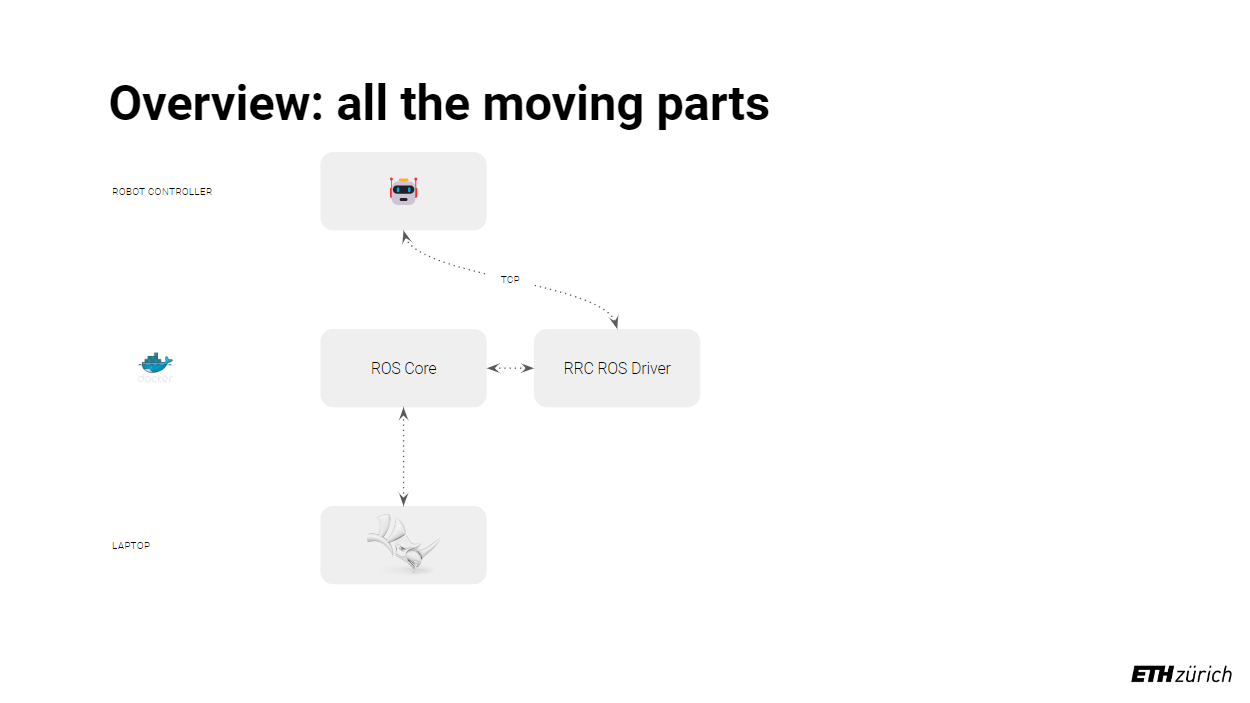 Overview: all the moving parts
ROBOT CONTROLLER
TCP
docker
ROS Core
RRC ROS Driver
LAPTOP
ETH zürich